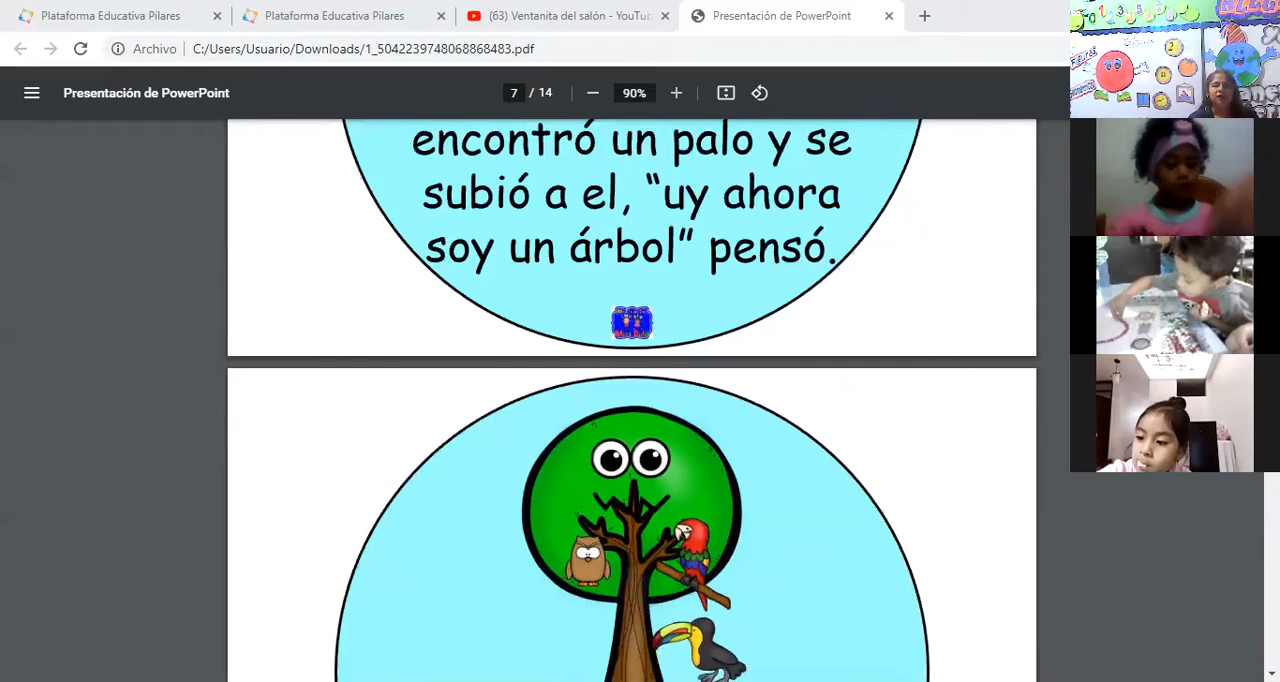 Plataforma Educativa Pilares
Plataforma Educativa Pilares
(63) Ventanita del salón - YouTu
Presentación de PowerPoint
Archivo
C:/Users/Usuario/Downloads/1_5042239748068868483.pdf
Presentación de PowerPoint
7 / 14
90%
encontró un palo y se
subió a el, “uy ahora
soy un árbol” pensó.